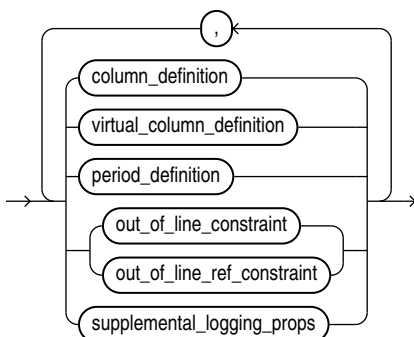 ,
column_definition
virtual_column_definition
period_definition
out_of_line_constraint
out_of_line_ref_constraint
supplemental_logging_props